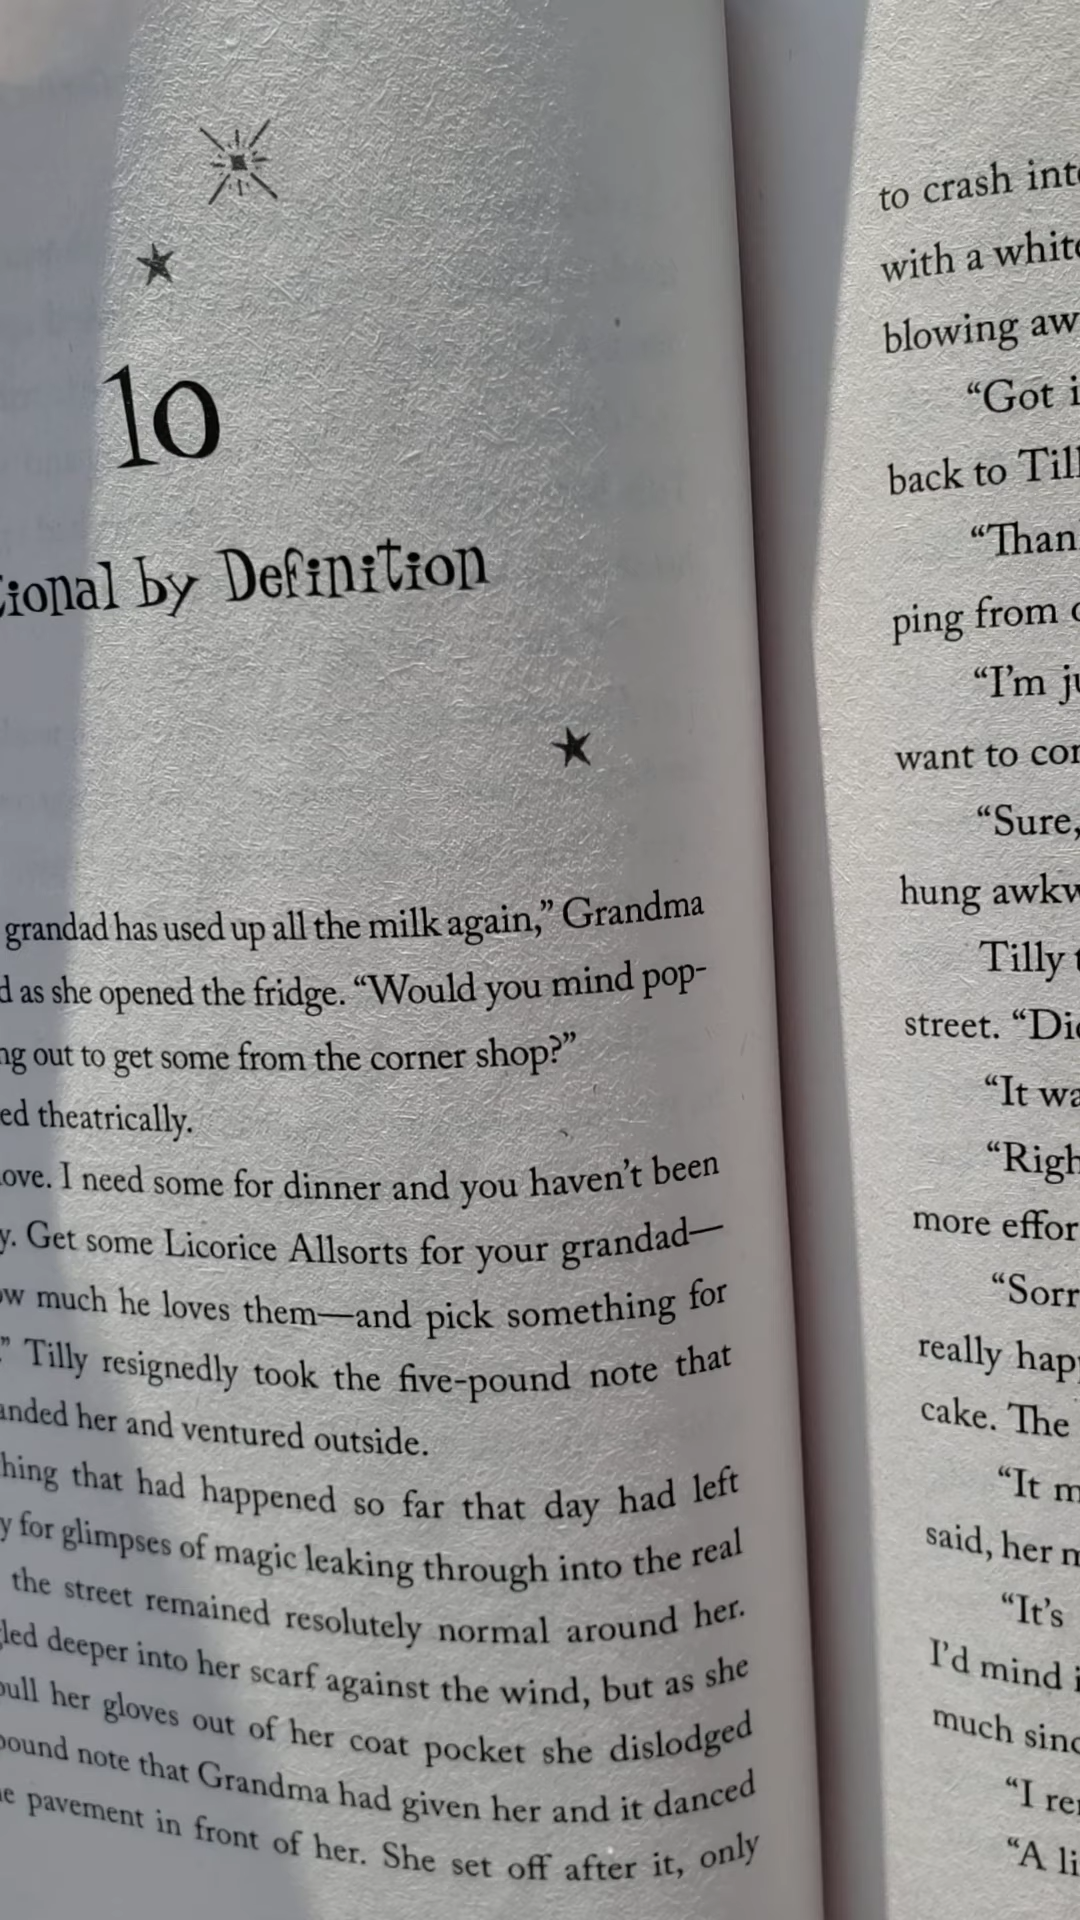 10
ional by Definition
grandad has used up all the milk again,” Grandma
d as she opened the fridge. “Would you mind pop-
ng out to get some from the corner shop?”
ed theatrically.
ove. I need some for dinner and you haven’t been
y. Get some Licorice Allsorts for your grandad—
ow much he loves them—and pick something for
” Tilly resignedly took the five-pound note that
anded her and ventured outside.
hing that had happened so far that day had left
y for glimpses of magic leaking through into the real
the street remained resolutely normal around her.
gled deeper into her scarf against the wind, but as she
pull her gloves out of her coat pocket she dislodged
pound note that Grandma had given her and it danced
e pavement in front of her. She set off after it, only
to crash int
with a white
blowing aw
“Got i
back to Till
“Than
ping from
“I’m ju
want to cor
“Sure,
hung awkw
Tilly t
street. “Did
“It wa
“Righ
more effor
“Sorr
really hap
cake. The
“It m
said, her m
“It’s
I’d mind i
much sinc
“I re
“A li